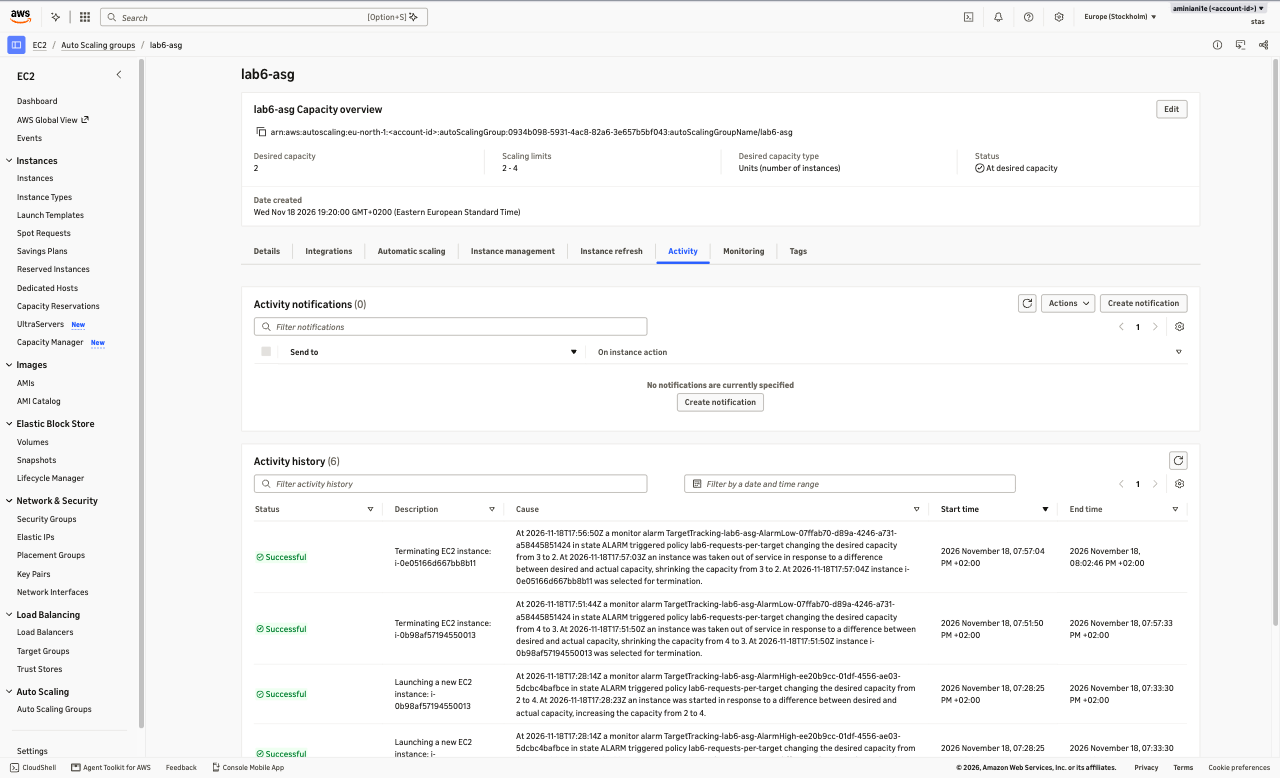 aws
Search
[Option+S]
Europe (Stockholm)
aminiani1e (<account-id>)
stas
EC2 / Auto Scaling groups / lab6-asg
EC2
Dashboard
AWS Global View
Events
Instances
Instances
Instance Types
Launch Templates
Spot Requests
Savings Plans
Reserved Instances
Dedicated Hosts
Capacity Reservations
UltraServers New
Capacity Manager New
Images
AMIs
AMI Catalog
Elastic Block Store
Volumes
Snapshots
Lifecycle Manager
Network & Security
Security Groups
Elastic IPs
Placement Groups
Key Pairs
Network Interfaces
Load Balancing
Load Balancers
Target Groups
Trust Stores
Auto Scaling
Auto Scaling Groups
Settings
lab6-asg
lab6-asg Capacity overview
Edit
arn:aws:autoscaling:eu-north-1:<account-id>:autoScalingGroup:0934b098-5931-4ac8-82a6-3e657b5bf043:autoScalingGroupName/lab6-asg
Desired capacity
2
Scaling limits
2 - 4
Desired capacity type
Units (number of instances)
Status
At desired capacity
Date created
Wed Nov 18 2026 19:20:00 GMT+0200 (Eastern European Standard Time)
Details
Integrations
Automatic scaling
Instance management
Instance refresh
Activity
Monitoring
Tags
Activity notifications (0)
Actions
Create notification
Filter notifications
1
Send to
On instance action
No notifications are currently specified
Create notification
Activity history (6)
Filter activity history
Filter by a date and time range
1
Status
Description
Cause
Start time
End time
Successful
Terminating EC2 instance:
i-0e05166d667bb8b11
At 2026-11-18T17:56:50Z a monitor alarm TargetTracking-lab6-asg-AlarmLow-07ffab70-d89a-4246-a731-
a58445851424 in state ALARM triggered policy lab6-requests-per-target changing the desired capacity
from 3 to 2. At 2026-11-18T17:57:03Z an instance was taken out of service in response to a difference
between desired and actual capacity, shrinking the capacity from 3 to 2. At 2026-11-18T17:57:04Z instance i-
0e05166d667bb8b11 was selected for termination.
2026 November 18, 07:57:04
PM +02:00
2026 November 18,
08:02:46 PM +02:00
Successful
Terminating EC2 instance:
i-0b98af57194550013
At 2026-11-18T17:51:44Z a monitor alarm TargetTracking-lab6-asg-AlarmLow-07ffab70-d89a-4246-a731-
a58445851424 in state ALARM triggered policy lab6-requests-per-target changing the desired capacity
from 4 to 3. At 2026-11-18T17:51:50Z an instance was taken out of service in response to a difference between
desired and actual capacity, shrinking the capacity from 4 to 3. At 2026-11-18T17:51:50Z instance i-
0b98af57194550013 was selected for termination.
2026 November 18, 07:51:50
PM +02:00
2026 November 18, 07:57:33
PM +02:00
Successful
Launching a new EC2
instance: i-
0b98af57194550013
At 2026-11-18T17:28:14Z a monitor alarm TargetTracking-lab6-asg-AlarmHigh-ee20b9cc-01df-4556-ae03-
5dcbc4bafbce in state ALARM triggered policy lab6-requests-per-target changing the desired capacity from
2 to 4. At 2026-11-18T17:28:23Z an instance was started in response to a difference between desired and
actual capacity, increasing the capacity from 2 to 4.
2026 November 18, 07:28:25
PM +02:00
2026 November 18, 07:33:30
PM +02:00
Successful
Launching a new EC2
instance: i-
At 2026-11-18T17:28:14Z a monitor alarm TargetTracking-lab6-asg-AlarmHigh-ee20b9cc-01df-4556-ae03-
5dcbc4bafbce in state ALARM triggered policy lab6-requests-per-target changing the desired capacity from
2026 November 18, 07:28:25
2026 November 18, 07:33:30
CloudShell
Agent Toolkit for AWS
Feedback
Console Mobile App
© 2026, Amazon Web Services, Inc. or its affiliates.
Privacy
Terms
Cookie preferences